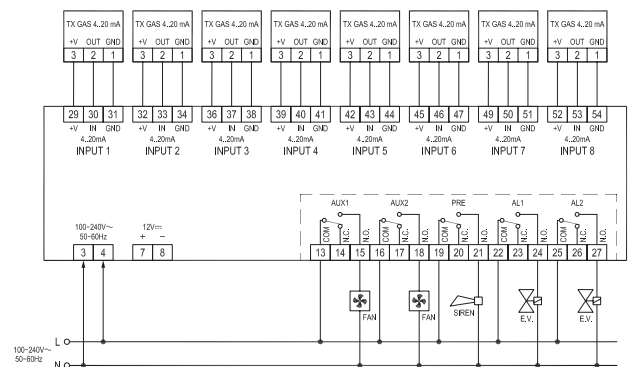 TX GAS 4..20 mA TX GAS 4..20 mA TX GAS 4..20 mA TX GAS 4..20 mA TX GAS 4..20 mA TX GAS 4..20 mA TX GAS 4..20 mA TX GAS 4..20 mA
+V OUT GND +V OUT GND +V OUT GND +V OUT GND +V OUT GND +V OUT GND +V OUT GND +V OUT GND
3 2 1 3 2 1 3 2 1 3 2 1 3 2 1 3 2 1 3 2 1 3 2 1
29 30 31 32 33 34 36 37 38 39 40 41 42 43 44 45 46 47 49 50 51 52 53 54
+V IN GND +V IN GND +V IN GND +V IN GND +V IN GND +V IN GND +V IN GND +V IN GND
4..20mA 4..20mA 4..20mA 4..20mA 4..20mA 4..20mA 4..20mA 4..20mA
INPUT 1 INPUT 2 INPUT 3 INPUT 4 INPUT 5 INPUT 6 INPUT 7 INPUT 8
AUX1 AUX2 PRE AL1 AL2
100-240V~ 12V⎓
50-60Hz + −
COM N.C. N.O. COM N.C. N.O. COM N.C. N.O. COM N.C. N.O. COM N.C. N.O.
3 4 7 8 13 14 15 16 17 18 19 20 21 22 23 24 25 26 27
FAN FAN SIREN E.V. E.V.
L
100-240V~
50-60Hz
N